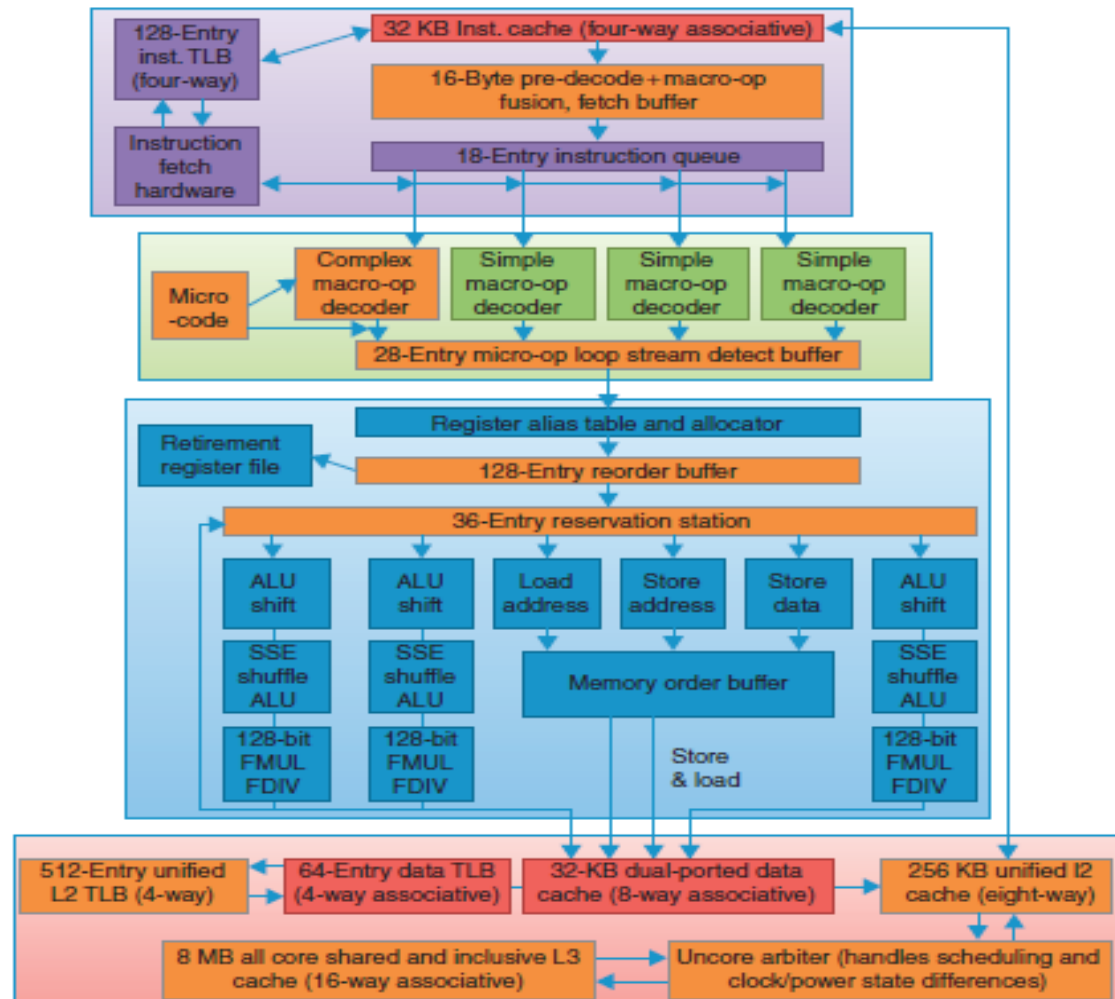 128-Entry
inst. TLB
(four-way)
32 KB Inst. cache (four-way associative)
16-Byte pre-decode+macro-op
fusion, fetch buffer
Instruction
fetch
hardware
18-Entry instruction queue
Micro
-code
Complex
macro-op
decoder
Simple
macro-op
decoder
Simple
macro-op
decoder
Simple
macro-op
decoder
28-Entry micro-op loop stream detect buffer
Register alias table and allocator
Retirement
register file
128-Entry reorder buffer
36-Entry reservation station
ALU
shift
ALU
shift
Load
address
Store
address
Store
data
ALU
shift
SSE
shuffle
ALU
SSE
shuffle
ALU
Memory order buffer
SSE
shuffle
ALU
128-bit
FMUL
FDIV
128-bit
FMUL
FDIV
Store
& load
128-bit
FMUL
FDIV
512-Entry unified
L2 TLB (4-way)
64-Entry data TLB
(4-way associative)
32-KB dual-ported data
cache (8-way associative)
256 KB unified l2
cache (eight-way)
8 MB all core shared and inclusive L3
cache (16-way associative)
Uncore arbiter (handles scheduling and
clock/power state differences)